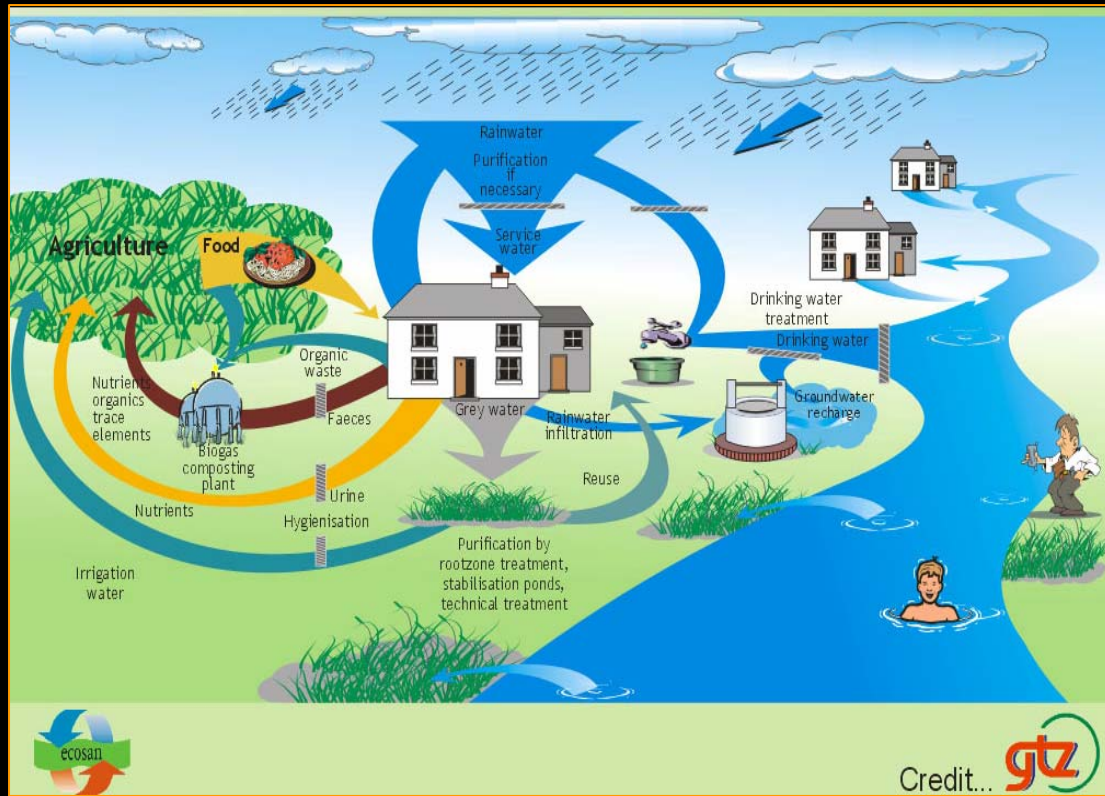 Rainwater
Purification
if
necessary
Service
water
Agriculture
Food
Drinking water
treatment
Drinking water
Organic
waste
Nutrients
organics
trace
elements
Faeces
Grey water
Rainwater
infiltration
Groundwater
recharge
Biogas
composting
plant
Reuse
Urine
Nutrients
Hygienisation
Purification by
rootzone treatment,
stabilisation ponds,
technical treatment
Irrigation
water
ecosan
Credit...
gtz